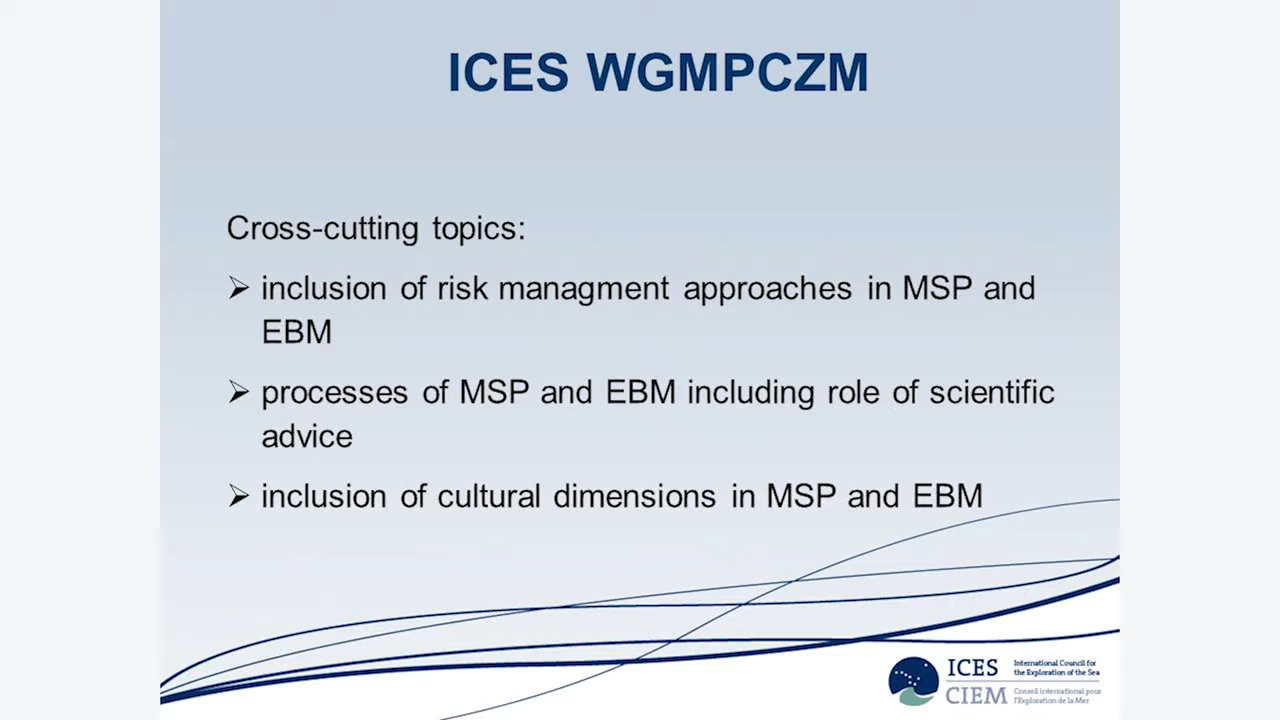 ICES WGMPCZM
Cross-cutting topics:
➢ inclusion of risk managment approaches in MSP and
EBM
➢ processes of MSP and EBM including role of scientific
advice
➢ inclusion of cultural dimensions in MSP and EBM
ICES
International Council for
the Exploration of the Sea
CIEM
Conseil International pour
l'Exploration de la Mer